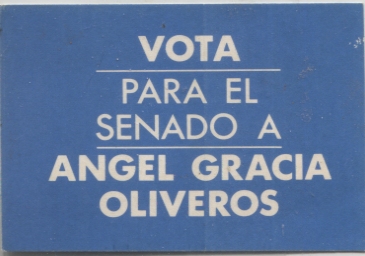 VOTA
PARA EL
SENADO A
ANGEL GRACIA
OLIVEROS